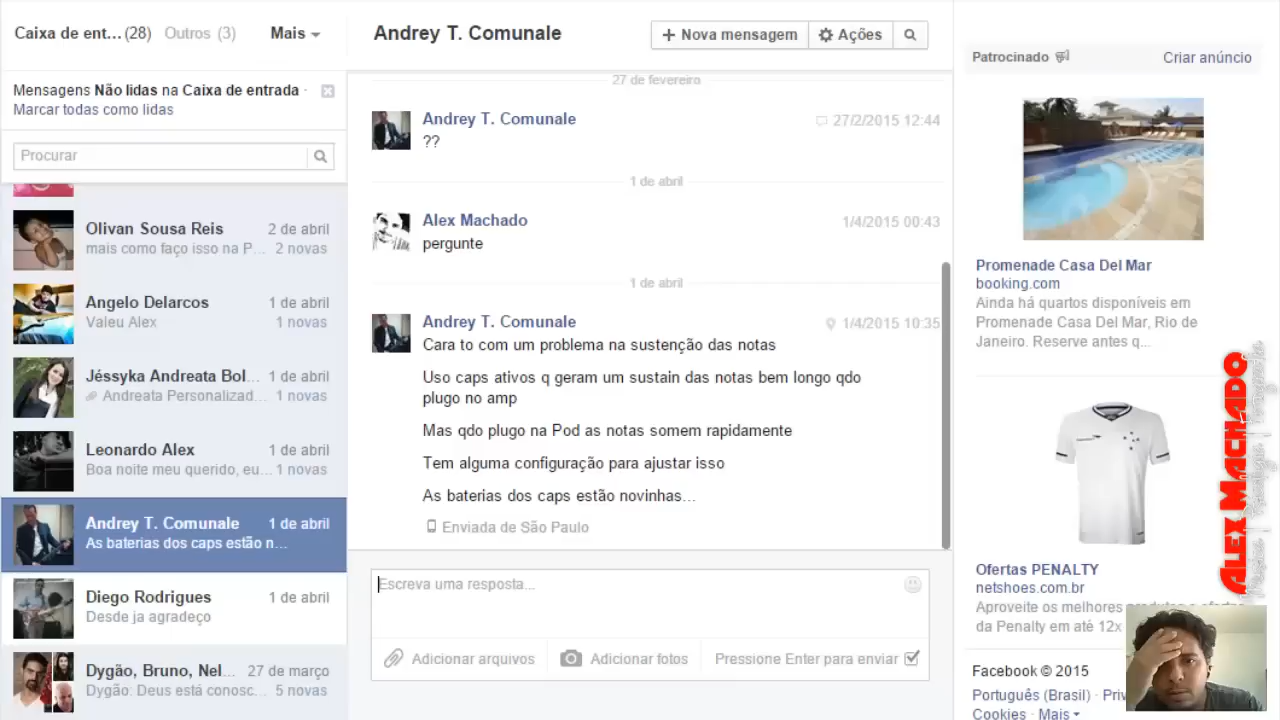 Caixa de ent... (28) Outros (3) Mais
Mensagens Não lidas na Caixa de entrada ·
Marcar todas como lidas
Procurar
Olivan Sousa Reis 2 de abril
mais como faço isso na P... 2 novas
Angelo Delarcos 1 de abril
Valeu Alex 1 novas
Jéssyka Andreata Bol... 1 de abril
Andreata Personalizad... 1 novas
Leonardo Alex 1 de abril
Boa noite meu querido, eu... 1 novas
Andrey T. Comunale 1 de abril
As baterias dos caps estão n...
Diego Rodrigues 1 de abril
Desde ja agradeço
Dygão, Bruno, Nel... 27 de março
Dygão: Deus está conosc... 5 novas
Andrey T. Comunale
Nova mensagem Ações
27 de fevereiro
Andrey T. Comunale 27/2/2015 12:44
??
1 de abril
Alex Machado 1/4/2015 00:43
pergunte
1 de abril
Andrey T. Comunale 1/4/2015 10:35
Cara to com um problema na sustenção das notas
Uso caps ativos q geram um sustain das notas bem longo qdo
plugo no amp
Mas qdo plugo na Pod as notas somem rapidamente
Tem alguma configuração para ajustar isso
As baterias dos caps estão novinhas...
Enviada de São Paulo
Escreva uma resposta...
Adicionar arquivos Adicionar fotos Pressione Enter para enviar
Patrocinado Criar anúncio
Promenade Casa Del Mar
booking.com
Ainda há quartos disponíveis em
Promenade Casa Del Mar, Rio de
Janeiro. Reserve antes q...
Ofertas PENALTY
netshoes.com.br
Aproveite os melhores
da Penalty em até 12x
Facebook © 2015
Português (Brasil) · Priv
Cookies · Mais
ALEX MACHADO